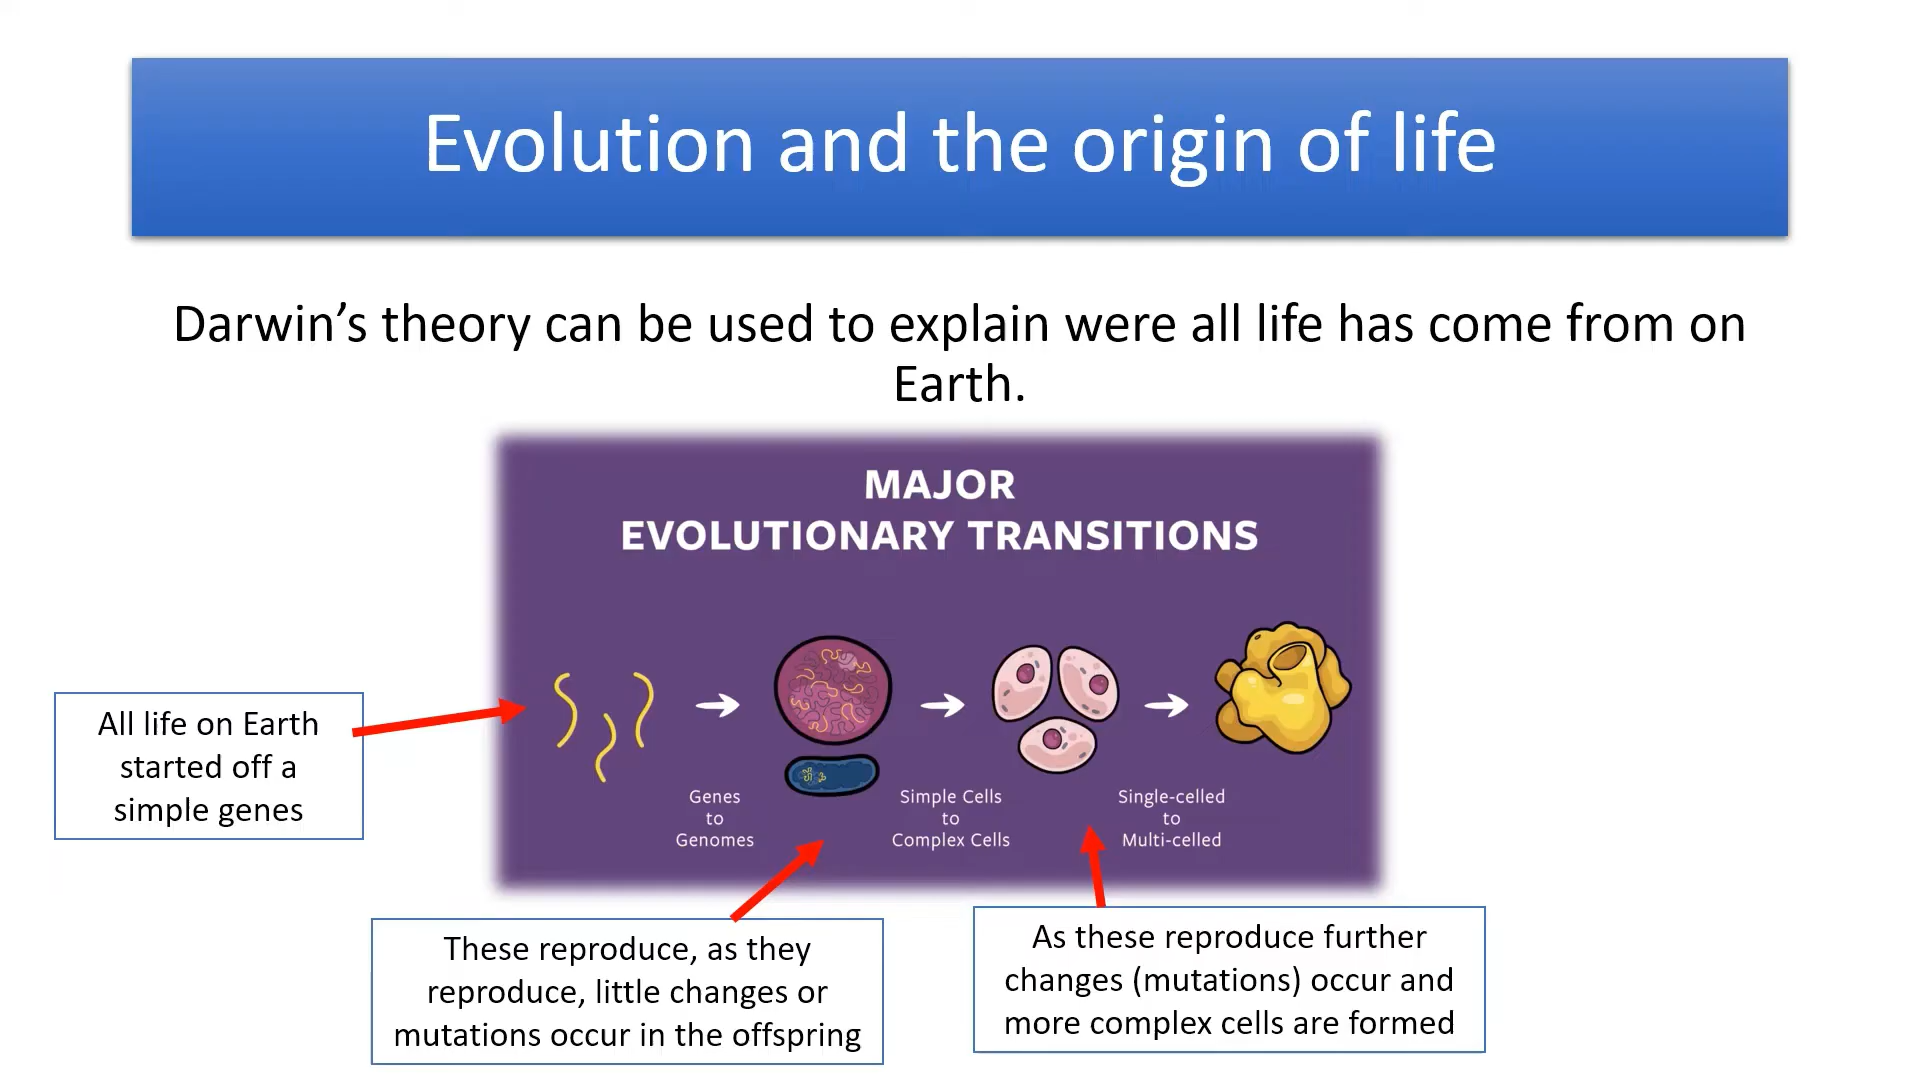 Evolution and the origin of life
Darwin’s theory can be used to explain were all life has come from on
Earth.
MAJOR
EVOLUTIONARY TRANSITIONS
All life on Earth
started off a
simple genes
Genes
to
Genomes
Simple Cells
to
Complex Cells
Single-celled
to
Multi-celled
These reproduce, as they
reproduce, little changes or
mutations occur in the offspring
As these reproduce further
changes (mutations) occur and
more complex cells are formed